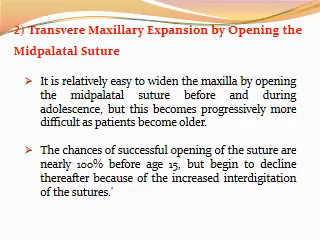 2) Transvere Maxillary Expansion by Opening the
Midpalatal Suture
➢ It is relatively easy to widen the maxilla by opening
the midpalatal suture before and during
adolescence, but this becomes progressively more
difficult as patients become older.
➢ The chances of successful opening of the suture are
nearly 100% before age 15, but begin to decline
thereafter because of the increased interdigitation
of the sutures.'